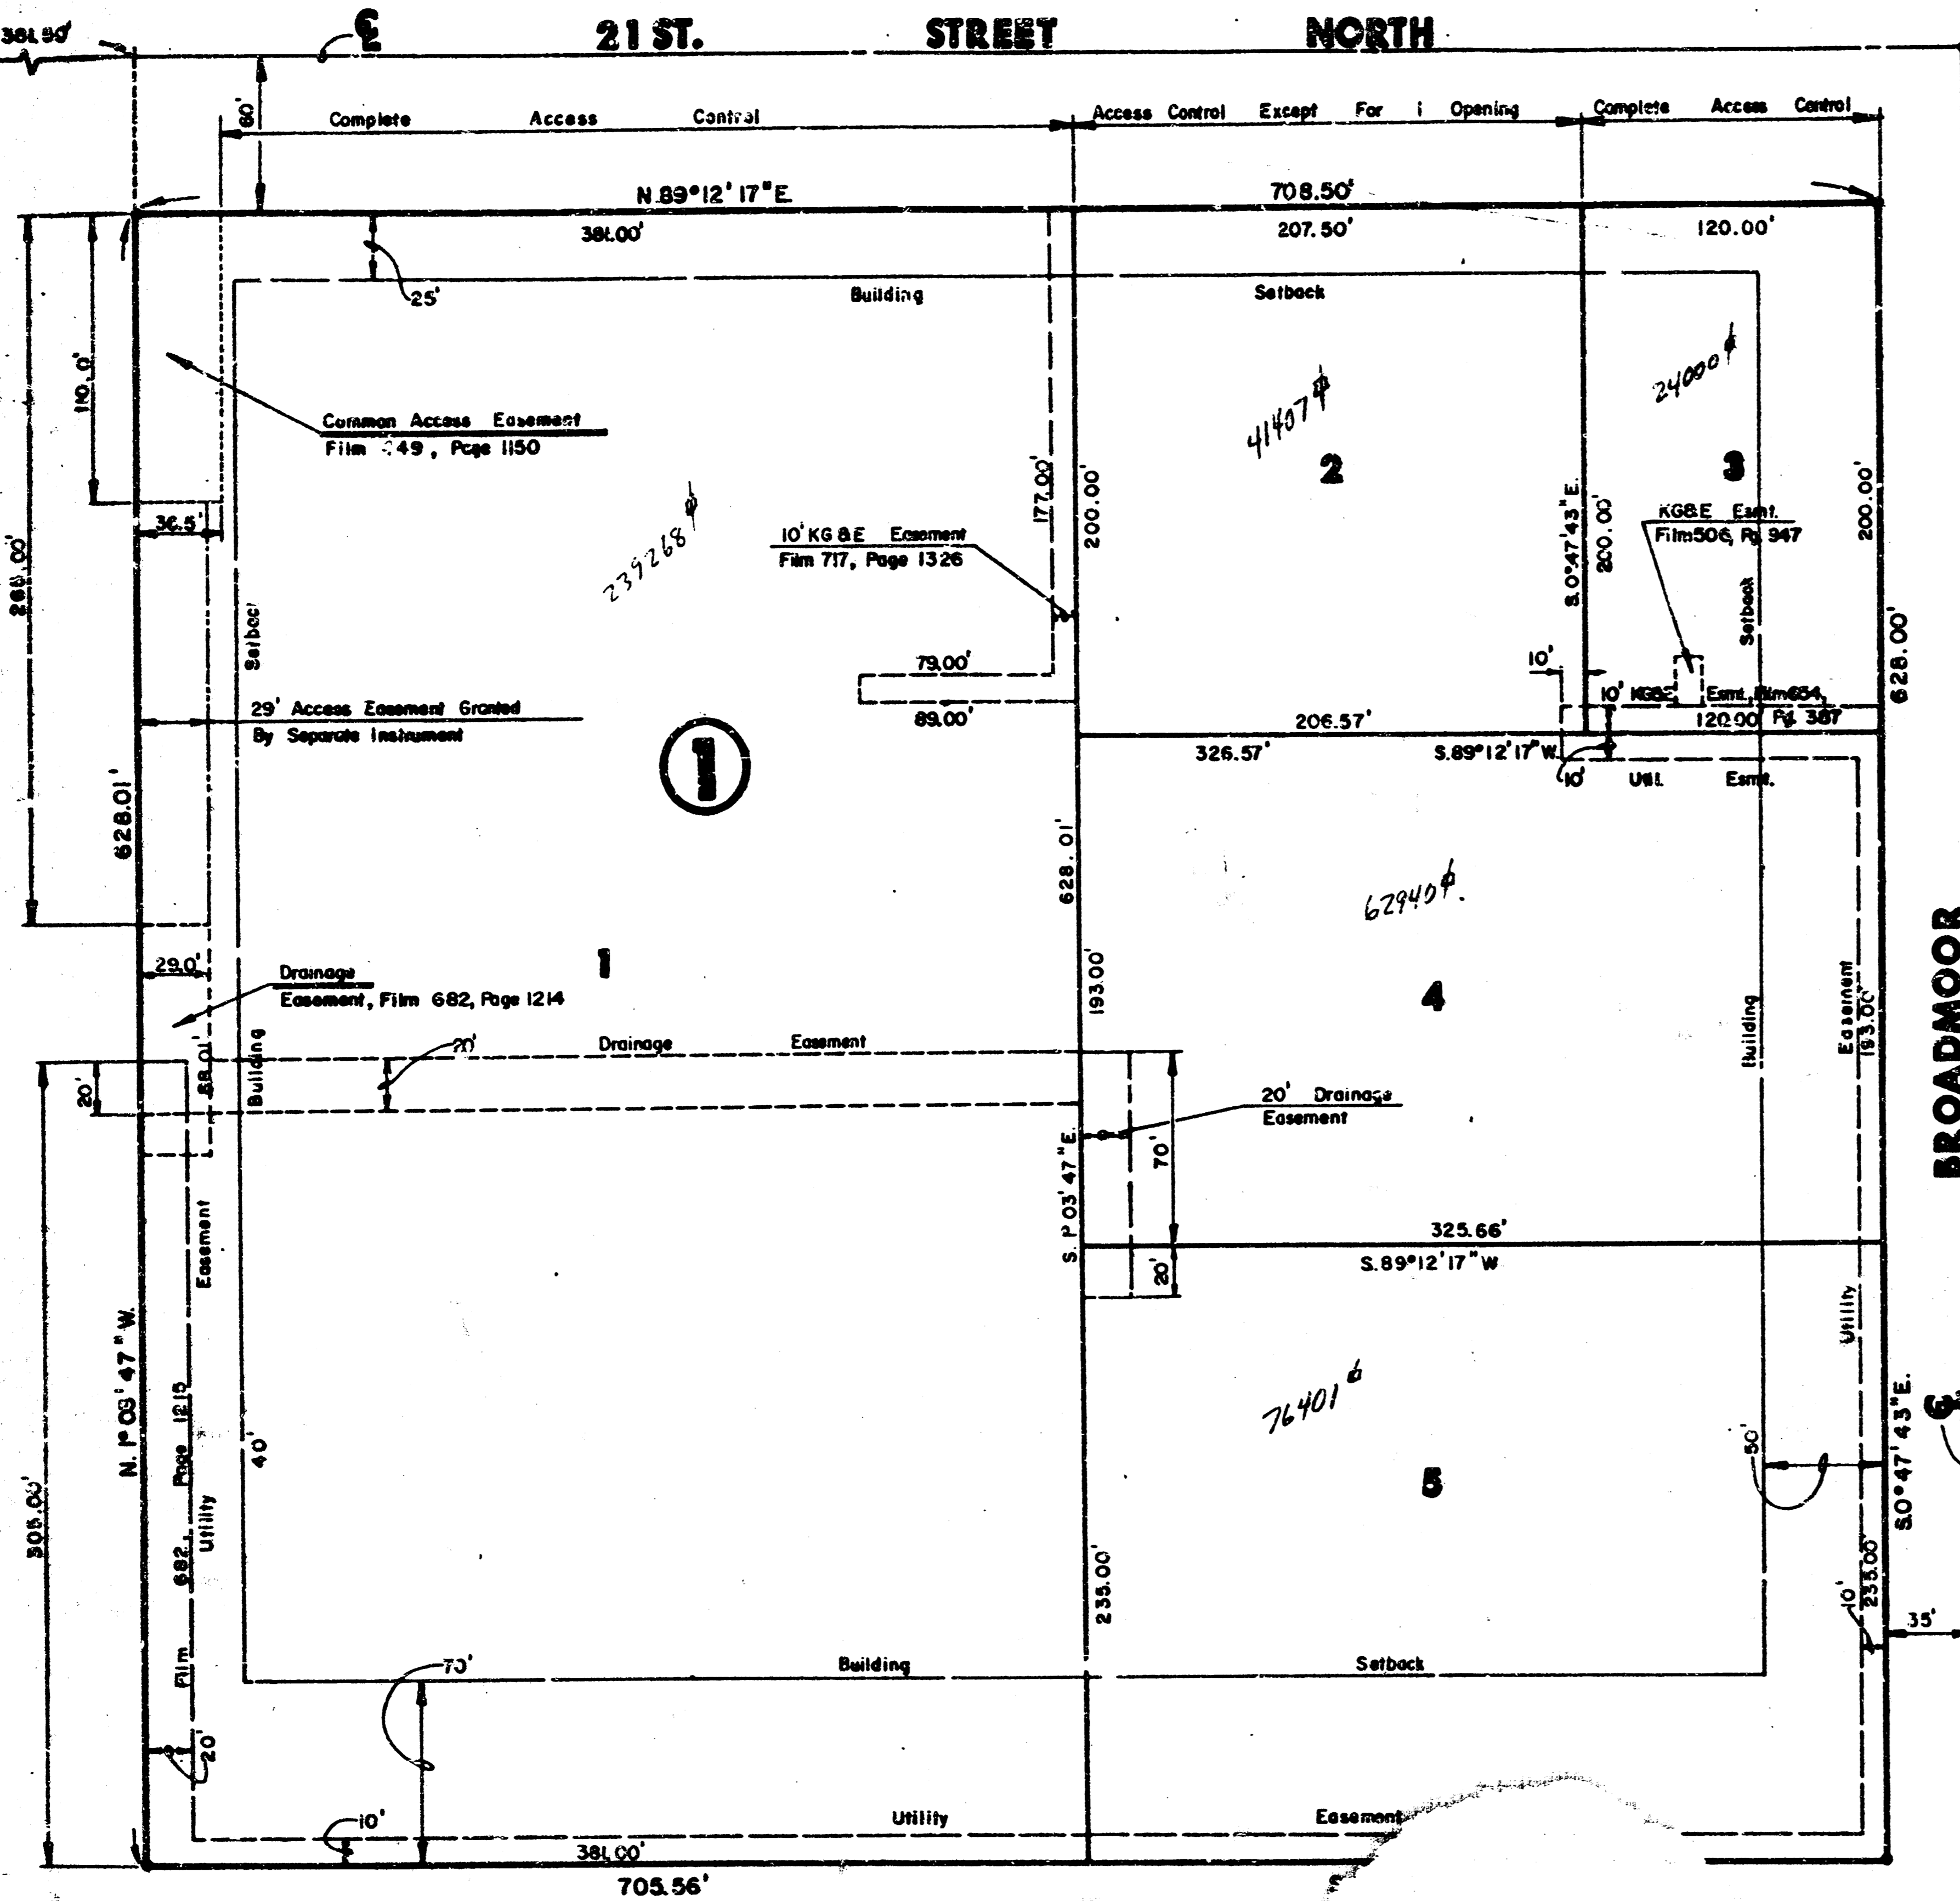 381.90'
℄
21 ST. STREET NORTH
60'
Complete Access Control
Access Control Except For 1 Opening
Complete Access Control
N.89°12'17"E.
708.50'
381.00'
207.50'
120.00'
25'
Building
Setback
110.0'
Common Access Easement
Film 49, Page 1150
41407
24000
2
3
177.00'
200.00'
S.0°47'43"E.
200.00'
200.00'
36.5'
268.00'
239268
10' KG&E Easement
Film 717, Page 1326
KG&E Esmt.
Film 506, Pg. 947
Setback
628.00'
79.00'
89.00'
10'
10' KG&E Esmt., Film 654,
120.00' Pg. 387
29' Access Easement Granted
By Separate Instrument
1
206.57'
326.57'
S.89°12'17"W.
10' Util. Esmt.
628.01'
628.01'
62940
BROADMOOR
29.0'
1
Drainage
Easement, Film 682, Page 1214
193.00'
4
Building
Easement
193.00'
20' Drainage Easement
20'
88.01'
Building
20' Drainage
Easement
70'
S. 1° 03' 47" E.
325.66'
S.89°12'17"W
20'
Easement
Utility
N. 1° 03' 47" W.
Film 682, Page 1215
40'
76401
5
50'
S.0°47'43"E.
℄
305.00'
Utility
235.00'
235.00'
10'
35'
70'
Building
Setback
20'
10'
Utility
Easement
381.00'
705.56'